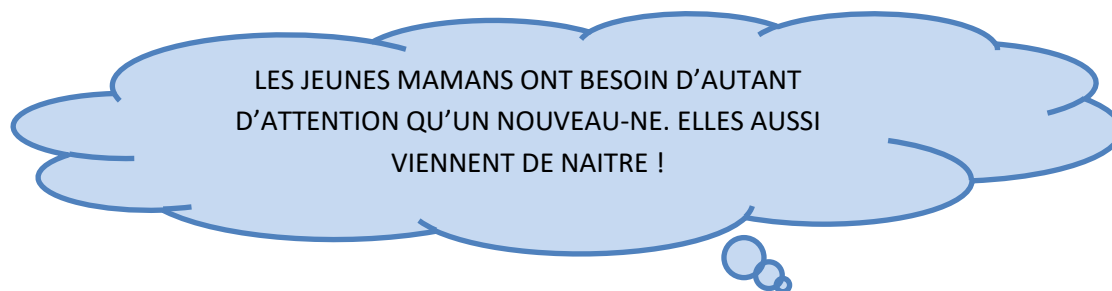 LES JEUNES MAMANS ONT BESOIN D’AUTANT
D’ATTENTION QU’UN NOUVEAU-NE. ELLES AUSSI
VIENNENT DE NAITRE !